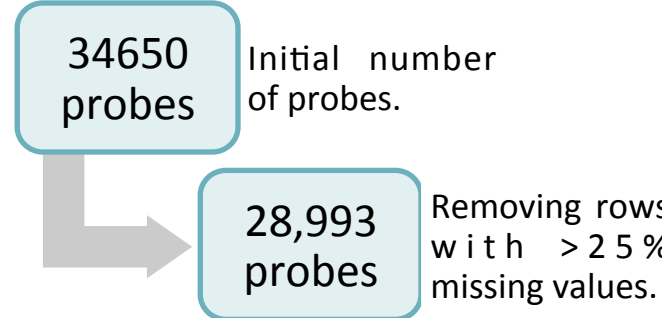 34650
probes
Initial number
of probes.
28,993
probes
Removing rows
with >25%
missing values.